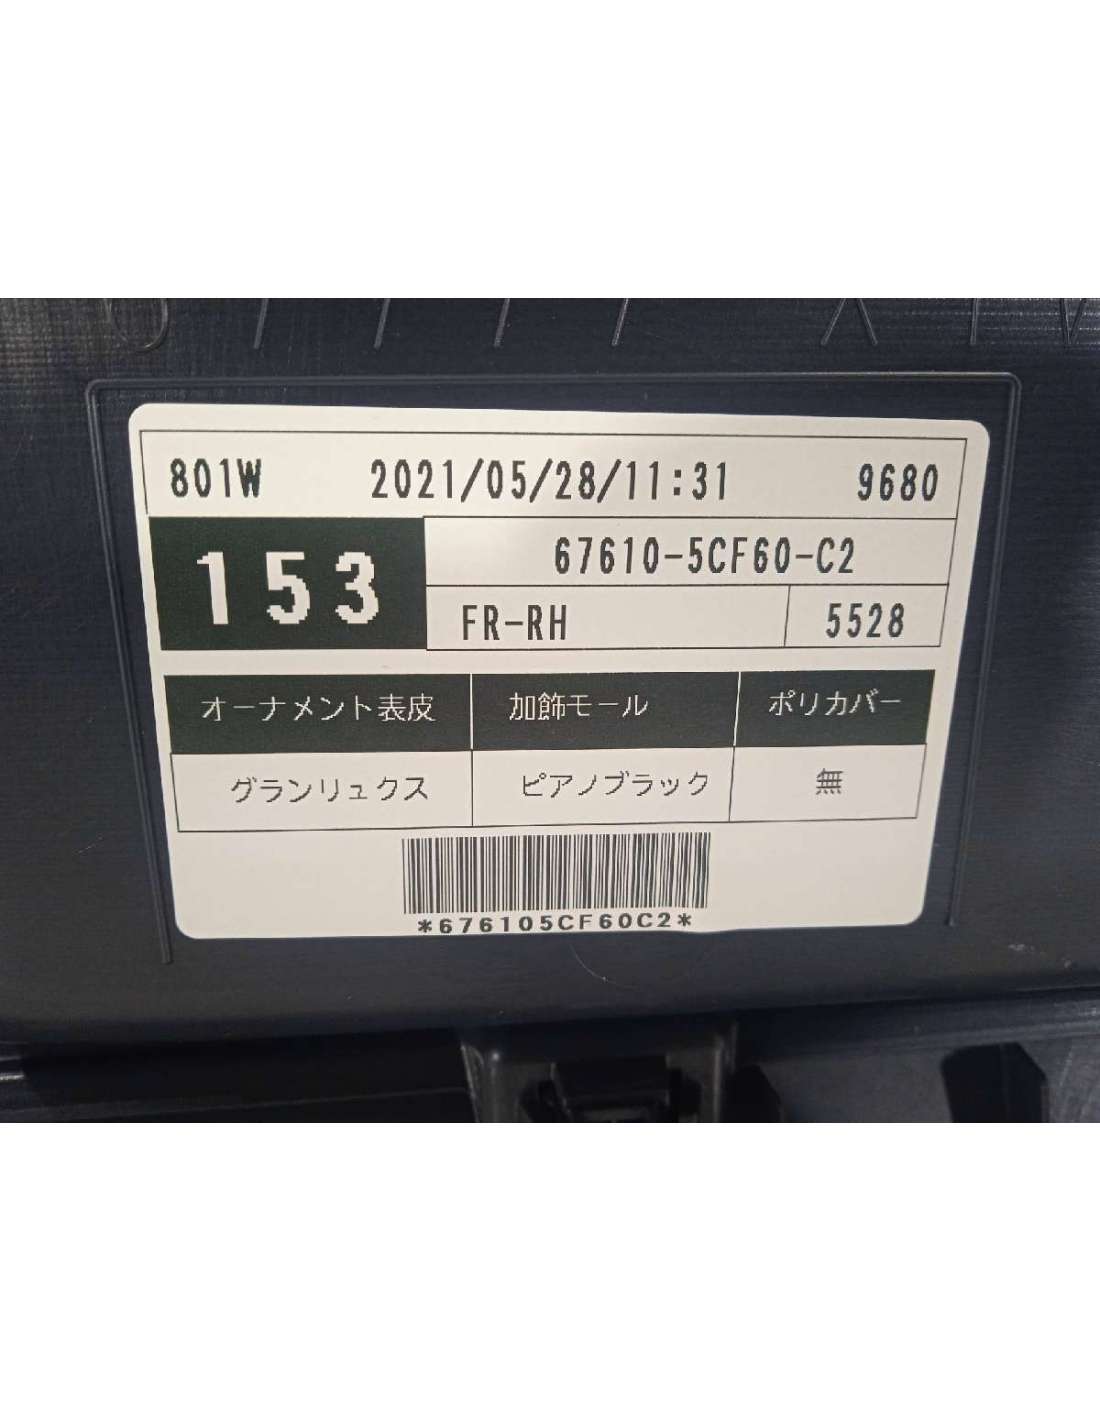 801W 2021/05/28/11:31 9680
153
67610-5CF60-C2
FR-RH 5528
オーナメント表皮 加飾モール ポリカバー
グランリュクス ピアノブラック 無
*676105CF60C2*